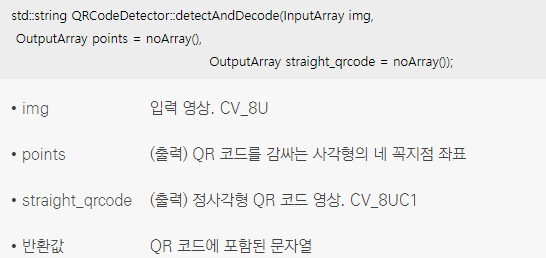 std::string QRCodeDetector::detectAndDecode(InputArray img,
OutputArray points = noArray(),
OutputArray straight_qrcode = noArray());
• img 입력 영상. CV_8U
• points (출력) QR 코드를 감싸는 사각형의 네 꼭지점 좌표
• straight_qrcode (출력) 정사각형 QR 코드 영상. CV_8UC1
• 반환값 QR 코드에 포함된 문자열